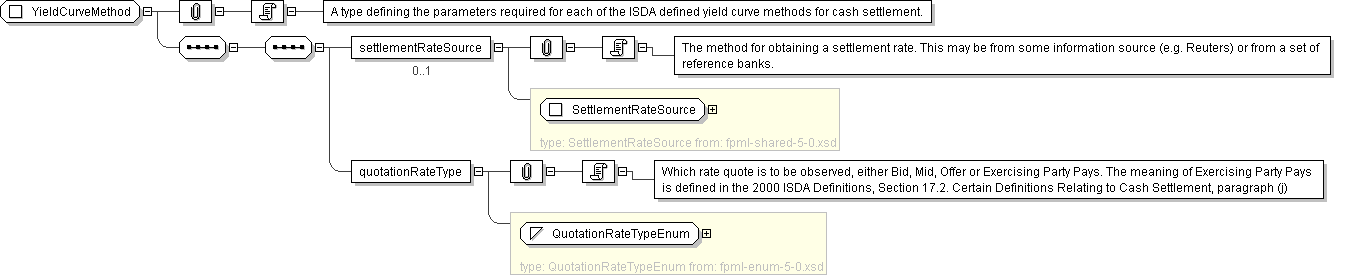 YieldCurveMethod
A type defining the parameters required for each of the ISDA defined yield curve methods for cash settlement.
settlementRateSource
0..1
The method for obtaining a settlement rate. This may be from some information source (e.g. Reuters) or from a set of
reference banks.
SettlementRateSource
type: SettlementRateSource from: fpml-shared-5-0.xsd
quotationRateType
Which rate quote is to be observed, either Bid, Mid, Offer or Exercising Party Pays. The meaning of Exercising Party Pays
is defined in the 2000 ISDA Definitions, Section 17.2. Certain Definitions Relating to Cash Settlement, paragraph (j)
QuotationRateTypeEnum
type: QuotationRateTypeEnum from: fpml-enum-5-0.xsd